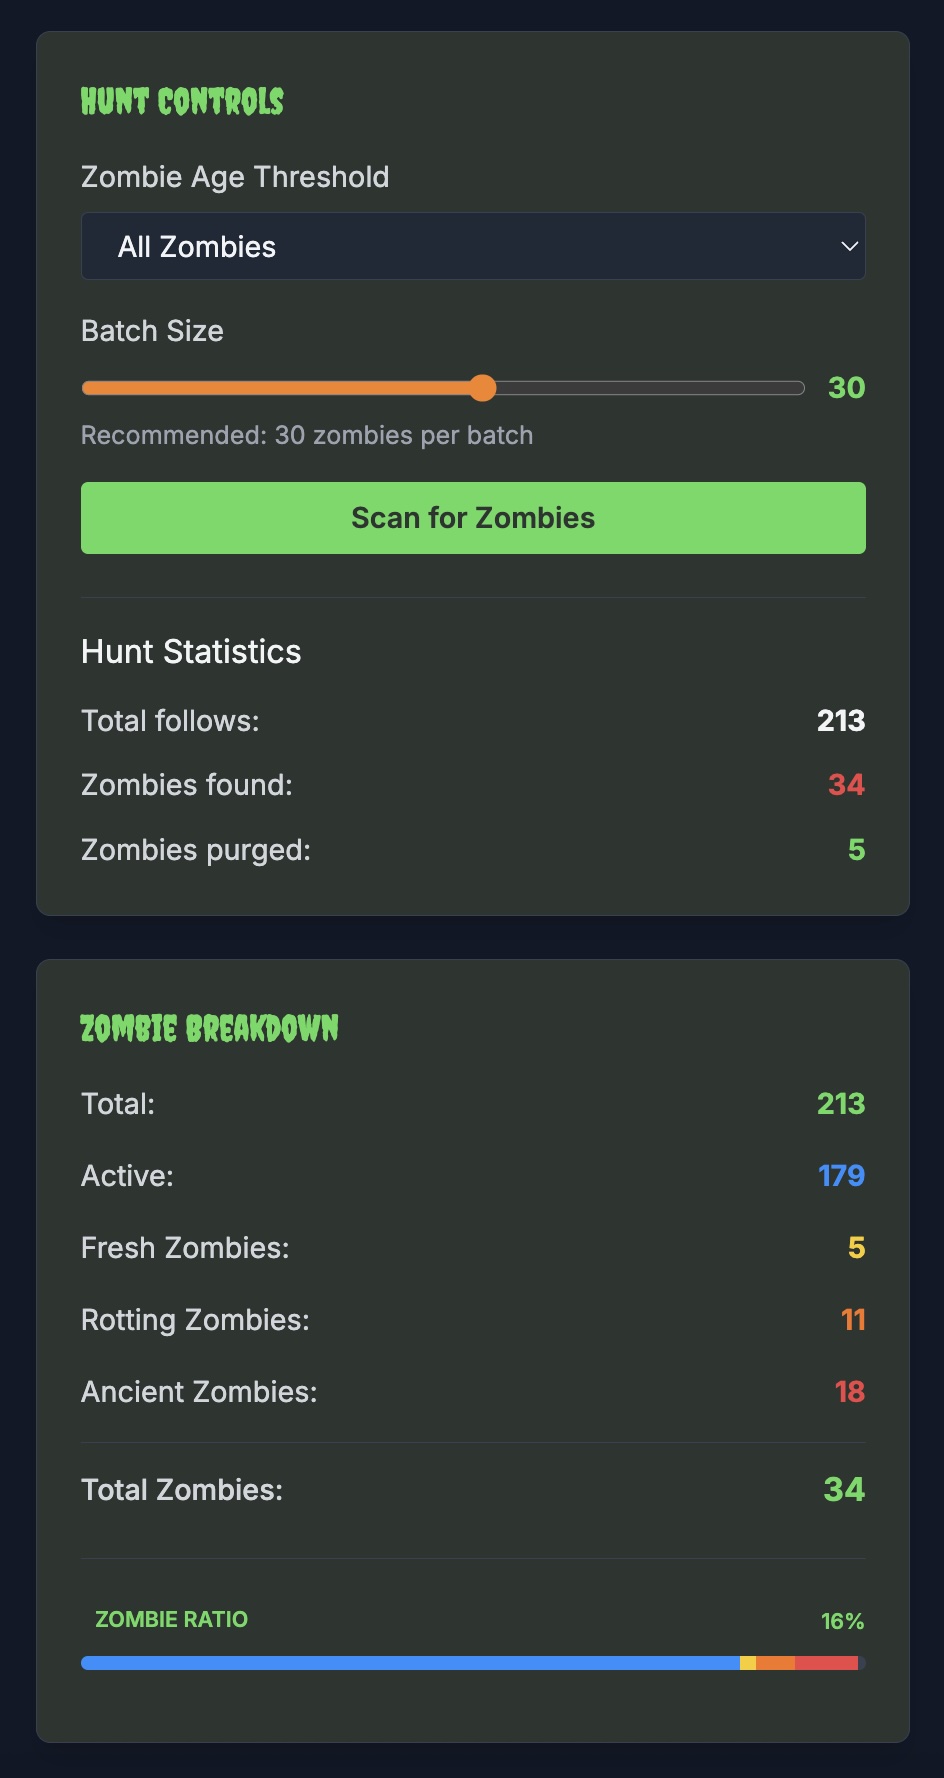 HUNT CONTROLS
Zombie Age Threshold
All Zombies
Batch Size
30
Recommended: 30 zombies per batch
Scan for Zombies
Hunt Statistics
Total follows: 213
Zombies found: 34
Zombies purged: 5
ZOMBIE BREAKDOWN
Total: 213
Active: 179
Fresh Zombies: 5
Rotting Zombies: 11
Ancient Zombies: 18
Total Zombies: 34
ZOMBIE RATIO 16%